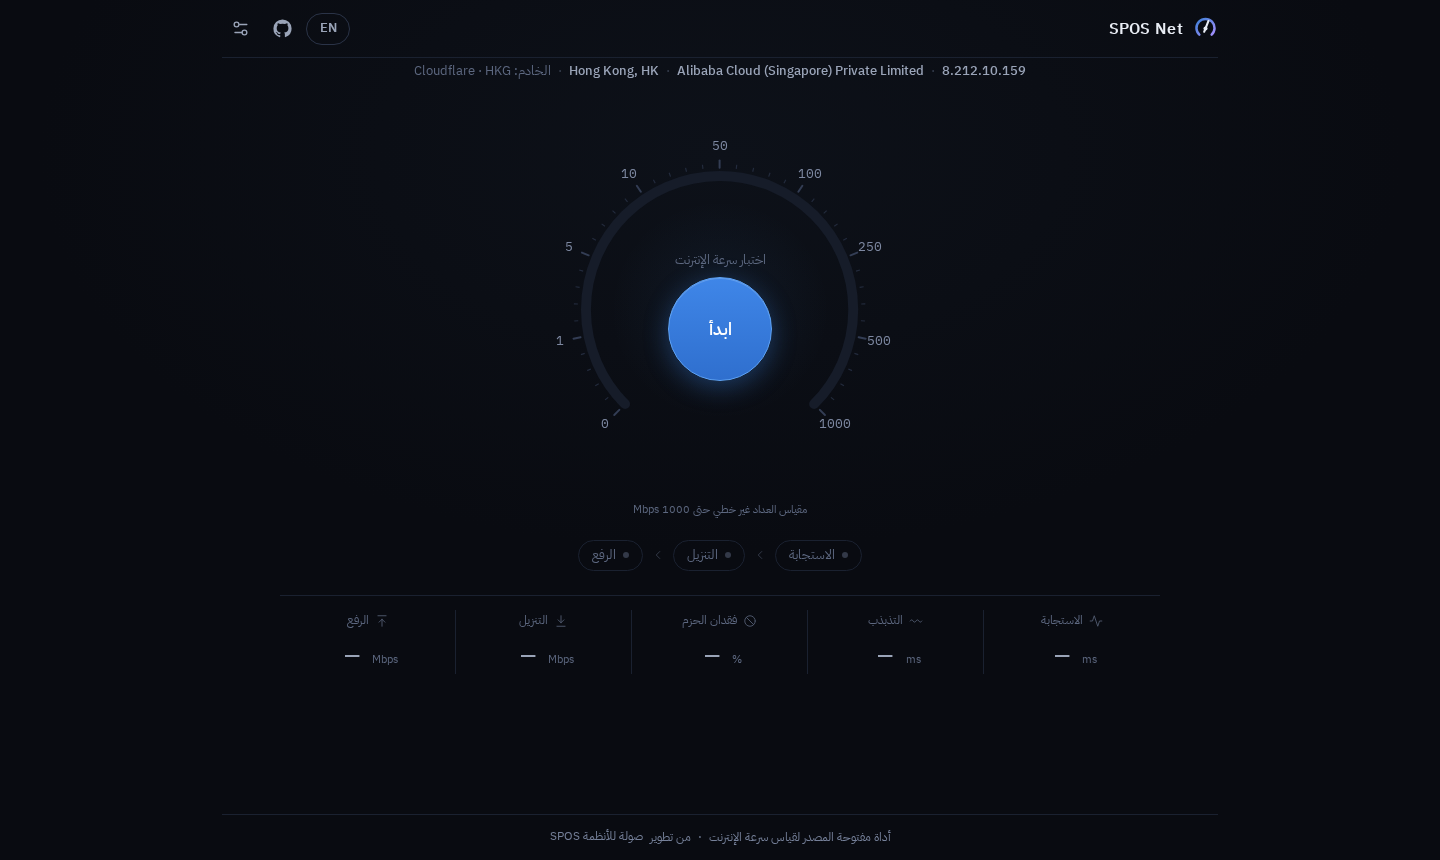 SPOS Net
EN
8.212.10.159 · Alibaba Cloud (Singapore) Private Limited · Hong Kong, HK · الخادم: Cloudflare · HKG
50
10
100
5
250
اختبار سرعة الإنترنت
ابدأ
1
500
0
1000
مقياس العداد غير خطي حتى 1000 Mbps
الاستجابة
التنزيل
الرفع
الاستجابة
— ms
التذبذب
— ms
فقدان الحزم
— %
التنزيل
— Mbps
الرفع
— Mbps
أداة مفتوحة المصدر لقياس سرعة الإنترنت · من تطوير صولة للأنظمة SPOS